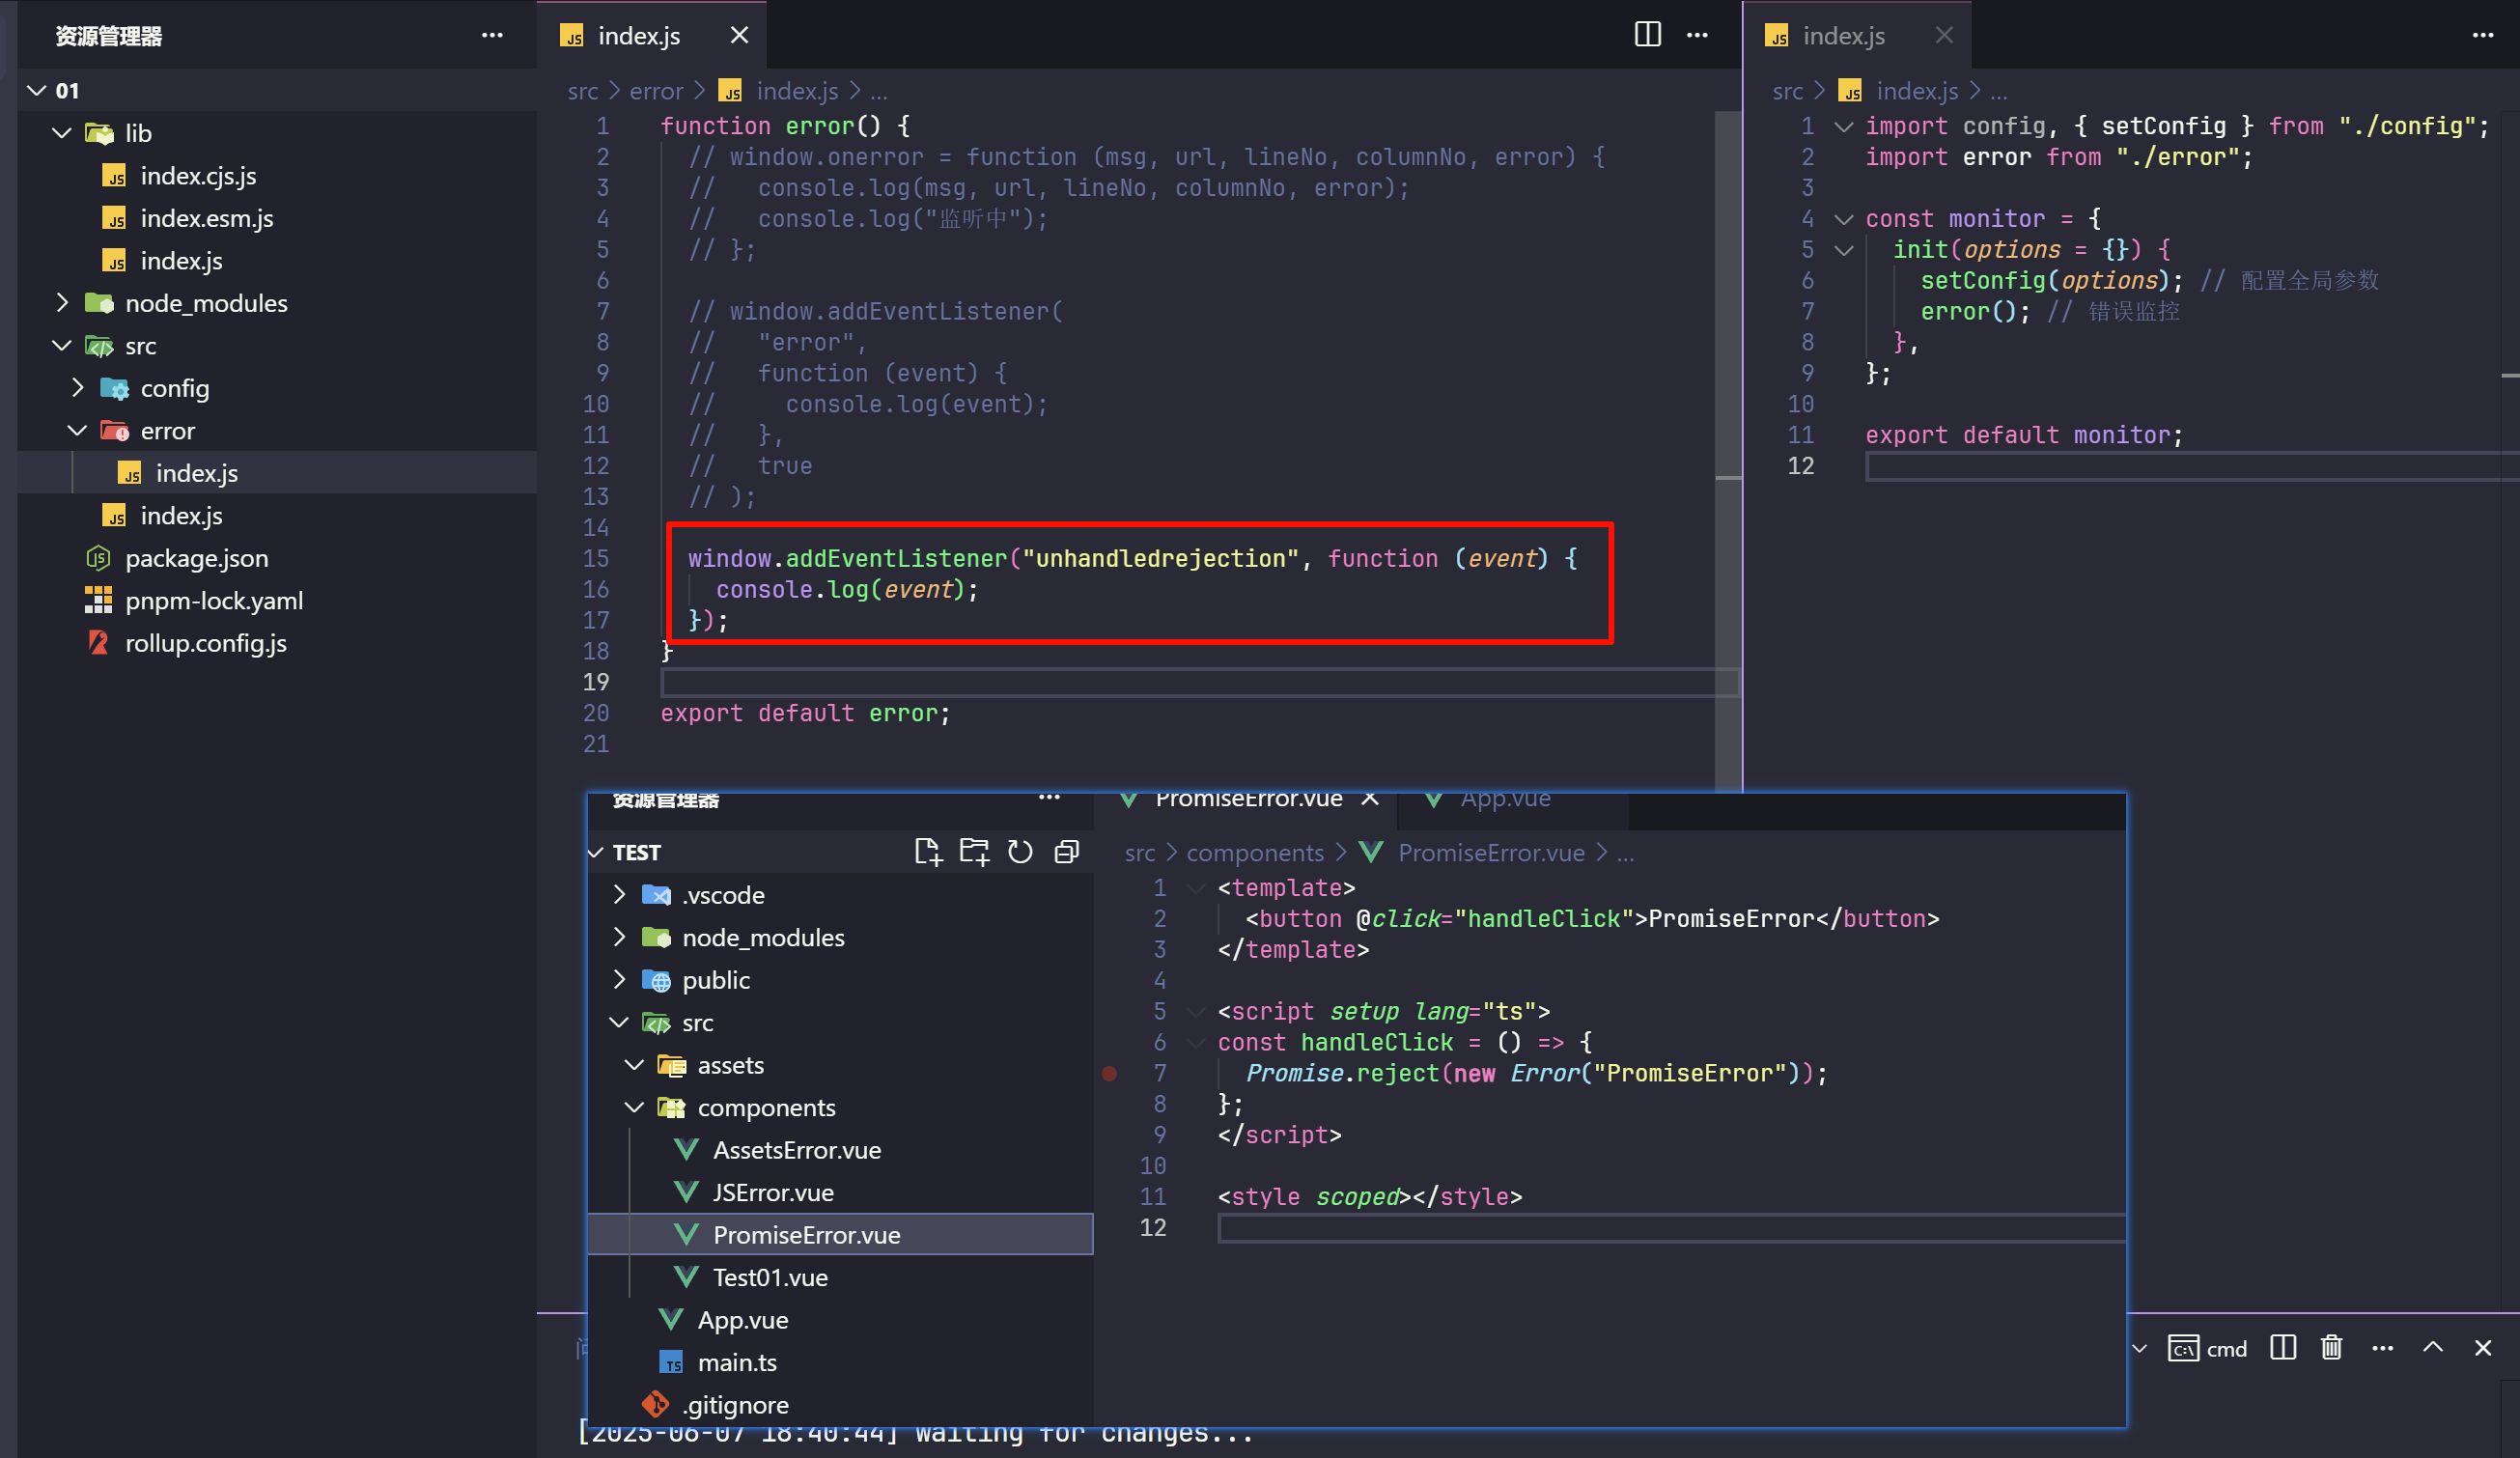 资源管理器
01
lib
index.cjs.js
index.esm.js
index.js
node_modules
src
config
error
index.js
index.js
package.json
pnpm-lock.yaml
rollup.config.js
index.js
src > error > index.js > ...
1 function error() {
2 // window.onerror = function (msg, url, lineNo, columnNo, error) {
3 //   console.log(msg, url, lineNo, columnNo, error);
4 //   console.log("监听中");
5 // };
6
7 // window.addEventListener(
8 //   "error",
9 //   function (event) {
10 //     console.log(event);
11 //   },
12 //   true
13 // );
14
15 window.addEventListener("unhandledrejection", function (event) {
16 console.log(event);
17 });
18 }
19
20 export default error;
21
index.js
src > index.js > ...
1 import config, { setConfig } from "./config";
2 import error from "./error";
3
4 const monitor = {
5 init(options = {}) {
6 setConfig(options); // 配置全局参数
7 error(); // 错误监控
8 },
9 };
10
11 export default monitor;
12
资源管理器
TEST
.vscode
node_modules
public
src
assets
components
AssetsError.vue
JSError.vue
PromiseError.vue
Test01.vue
App.vue
main.ts
.gitignore
PromiseError.vue
App.vue
src > components > PromiseError.vue > ...
1 <template>
2 <button @click="handleClick">PromiseError</button>
3 </template>
4
5 <script setup lang="ts">
6 const handleClick = () => {
7 Promise.reject(new Error("PromiseError"));
8 };
9 </script>
10
11 <style scoped></style>
12
cmd
[2025-06-07 18:40:44] waiting for changes...